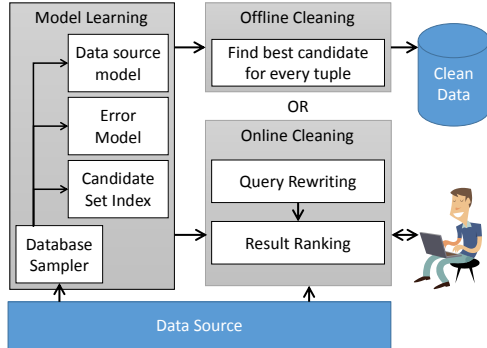 Model Learning
Data source
model
Error
Model
Candidate
Set Index
Database
Sampler
Offline Cleaning
Find best candidate
for every tuple
OR
Online Cleaning
Query Rewriting
Result Ranking
Clean
Data
Data Source